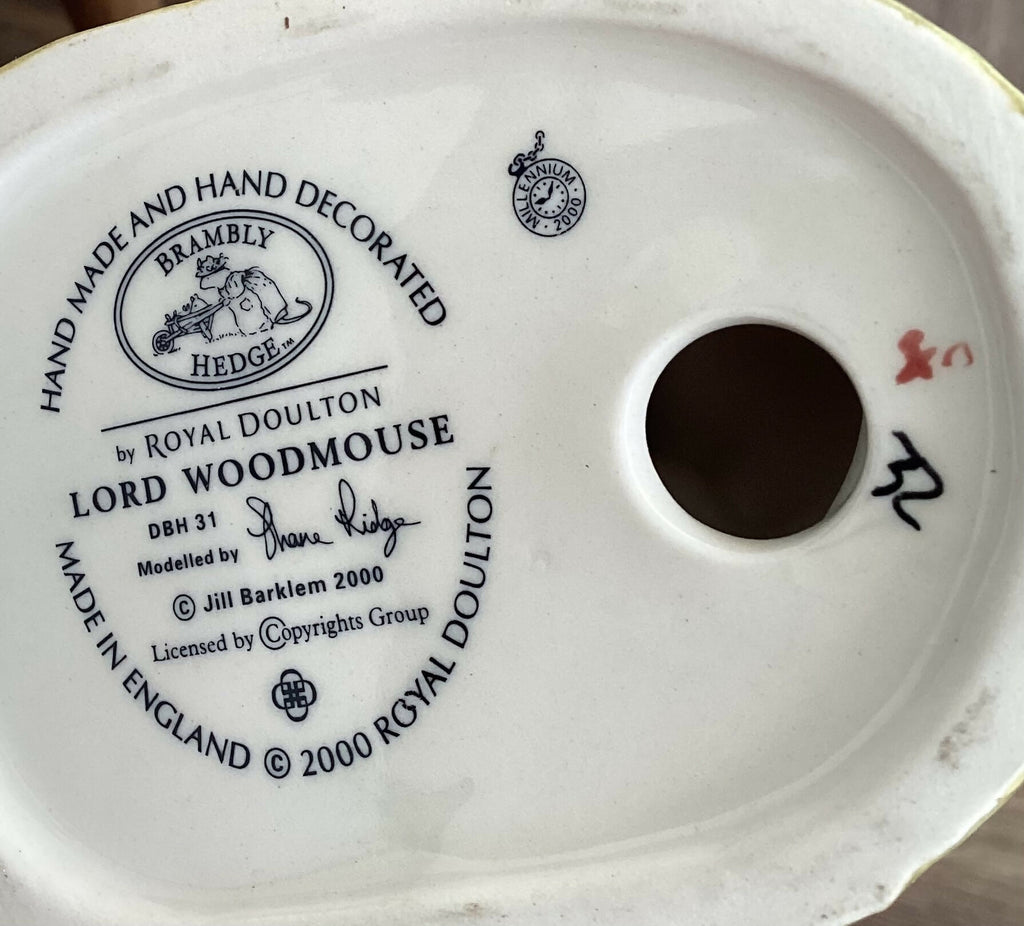 HAND MADE AND HAND DECORATED
BRAMBLY
HEDGE™
by ROYAL DOULTON
LORD WOODMOUSE
DBH 31
Modelled by Shane Ridge
© Jill Barklem 2000
Licensed by Copyrights Group
MADE IN ENGLAND © 2000 ROYAL DOULTON
MILLENNIUM · 2000 ·
32